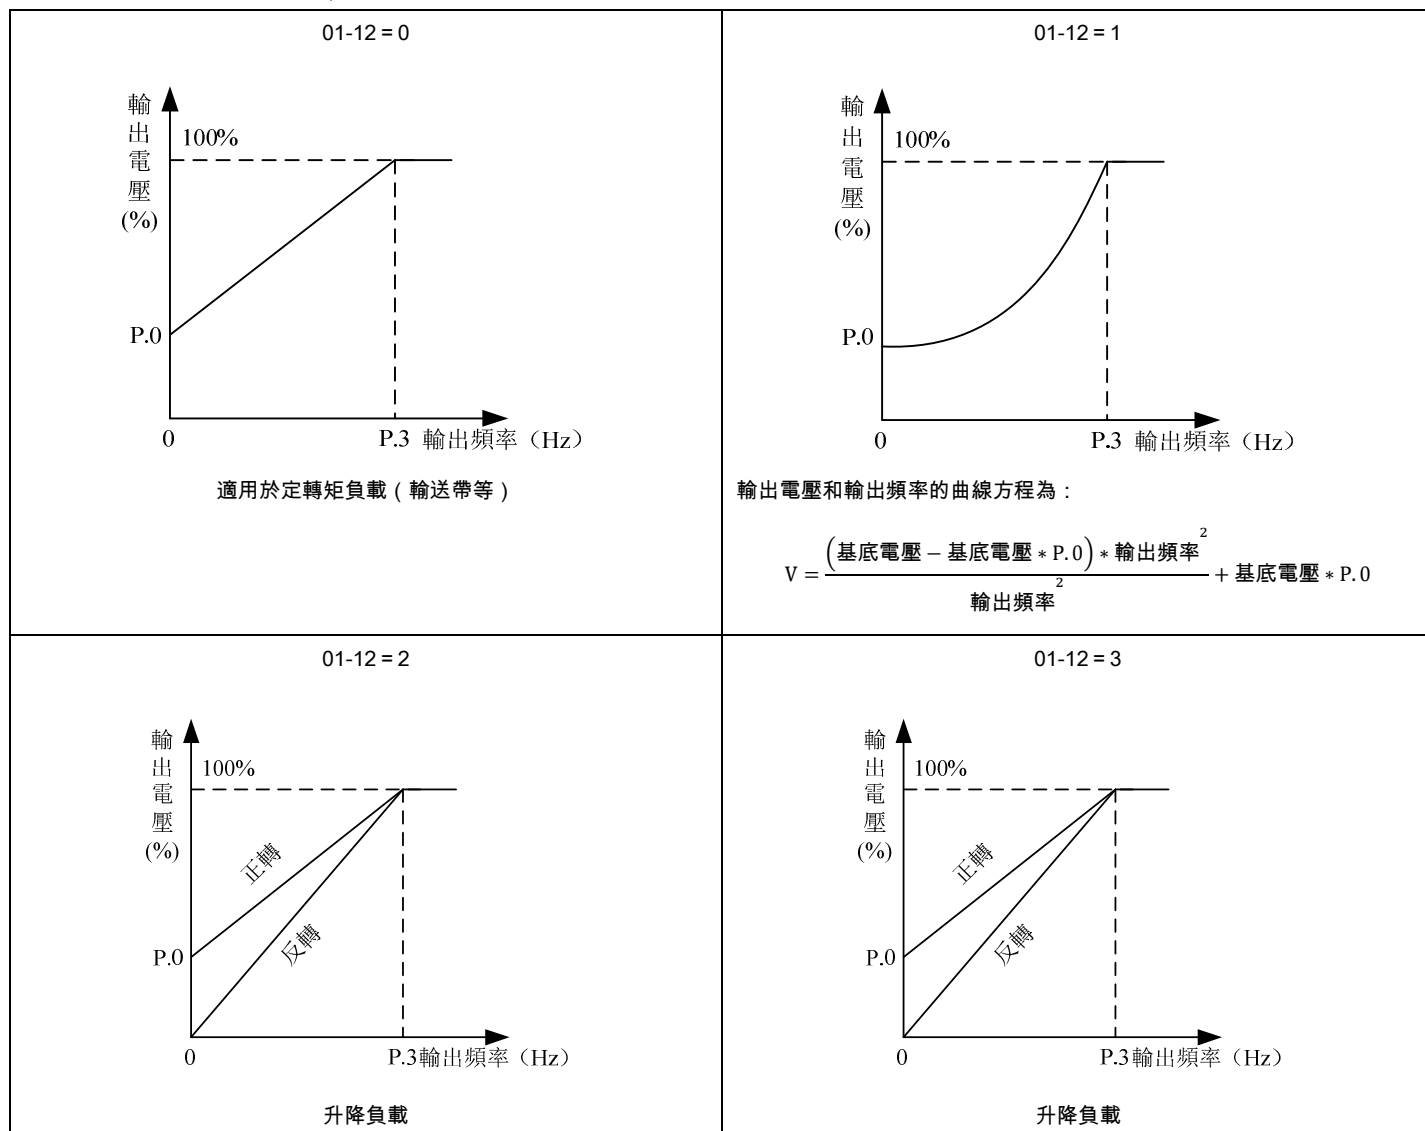 01-12 = 0
輸出電壓(%)
100%
P.0
0
P.3 輸出頻率（Hz）
適用於定轉矩負載（輸送帶等）
01-12 = 1
輸出電壓(%)
100%
P.0
0
P.3 輸出頻率（Hz）
輸出電壓和輸出頻率的曲線方程為：
V = (基底電壓 − 基底電壓 * P.0) * 輸出頻率²
輸出頻率²
+ 基底電壓 * P.0
01-12 = 2
輸出電壓(%)
100%
正轉
反轉
P.0
0
P.3輸出頻率（Hz）
升降負載
01-12 = 3
輸出電壓(%)
100%
正轉
反轉
P.0
0
P.3輸出頻率（Hz）
升降負載